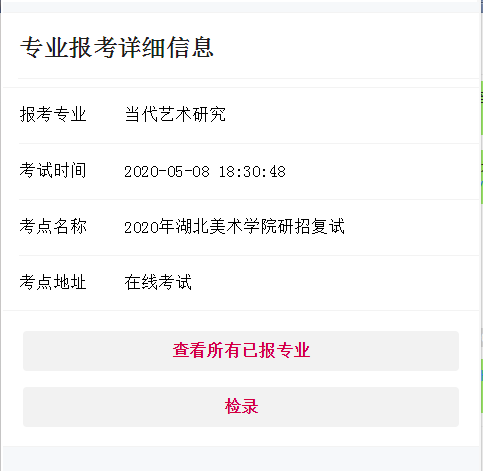 专业报考详细信息
报考专业 当代艺术研究
考试时间 2020-05-08 18:30:48
考点名称 2020年湖北美术学院研招复试
考点地址 在线考试
查看所有已报专业
检录